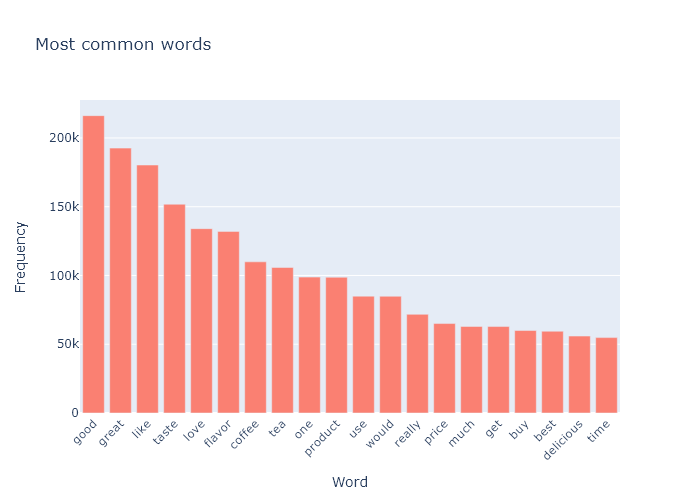 Most common words
Frequency
200k
150k
100k
50k
0
good
great
like
taste
love
flavor
coffee
tea
one
product
use
would
really
price
much
get
buy
best
delicious
time
Word